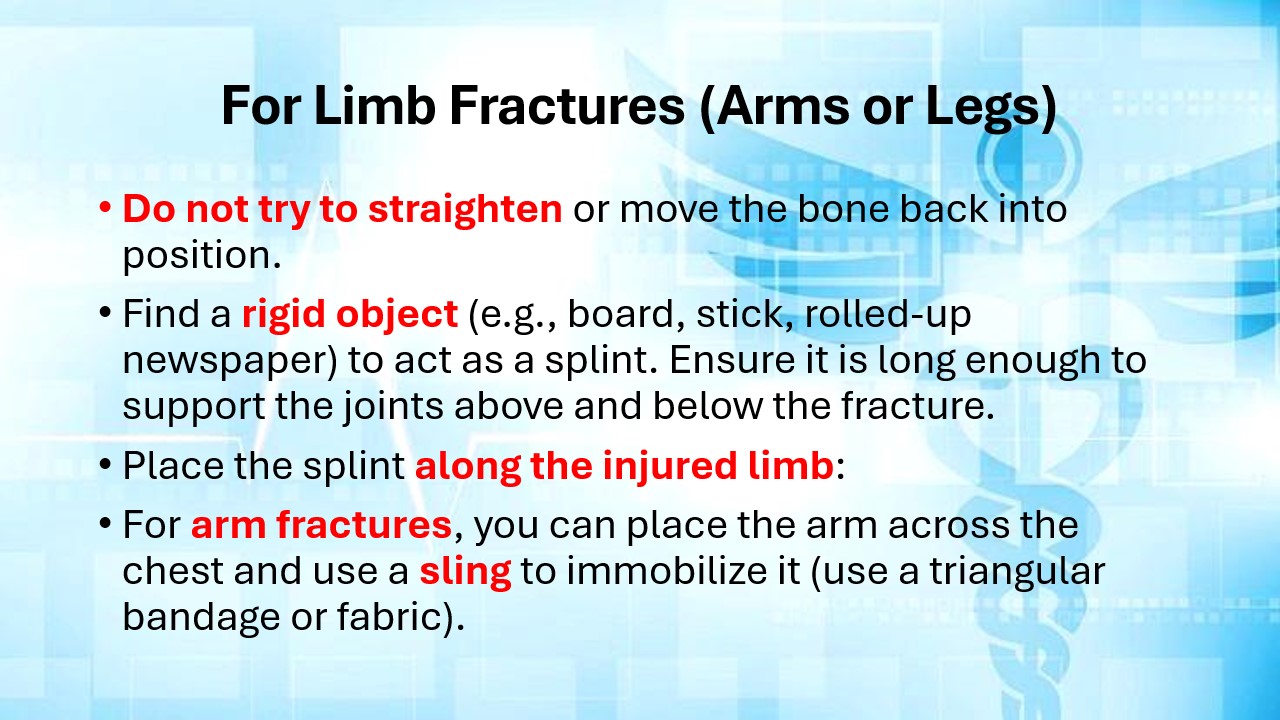 For Limb Fractures (Arms or Legs)
• Do not try to straighten or move the bone back into
position.
• Find a rigid object (e.g., board, stick, rolled-up
newspaper) to act as a splint. Ensure it is long enough to
support the joints above and below the fracture.
• Place the splint along the injured limb:
• For arm fractures, you can place the arm across the
chest and use a sling to immobilize it (use a triangular
bandage or fabric).